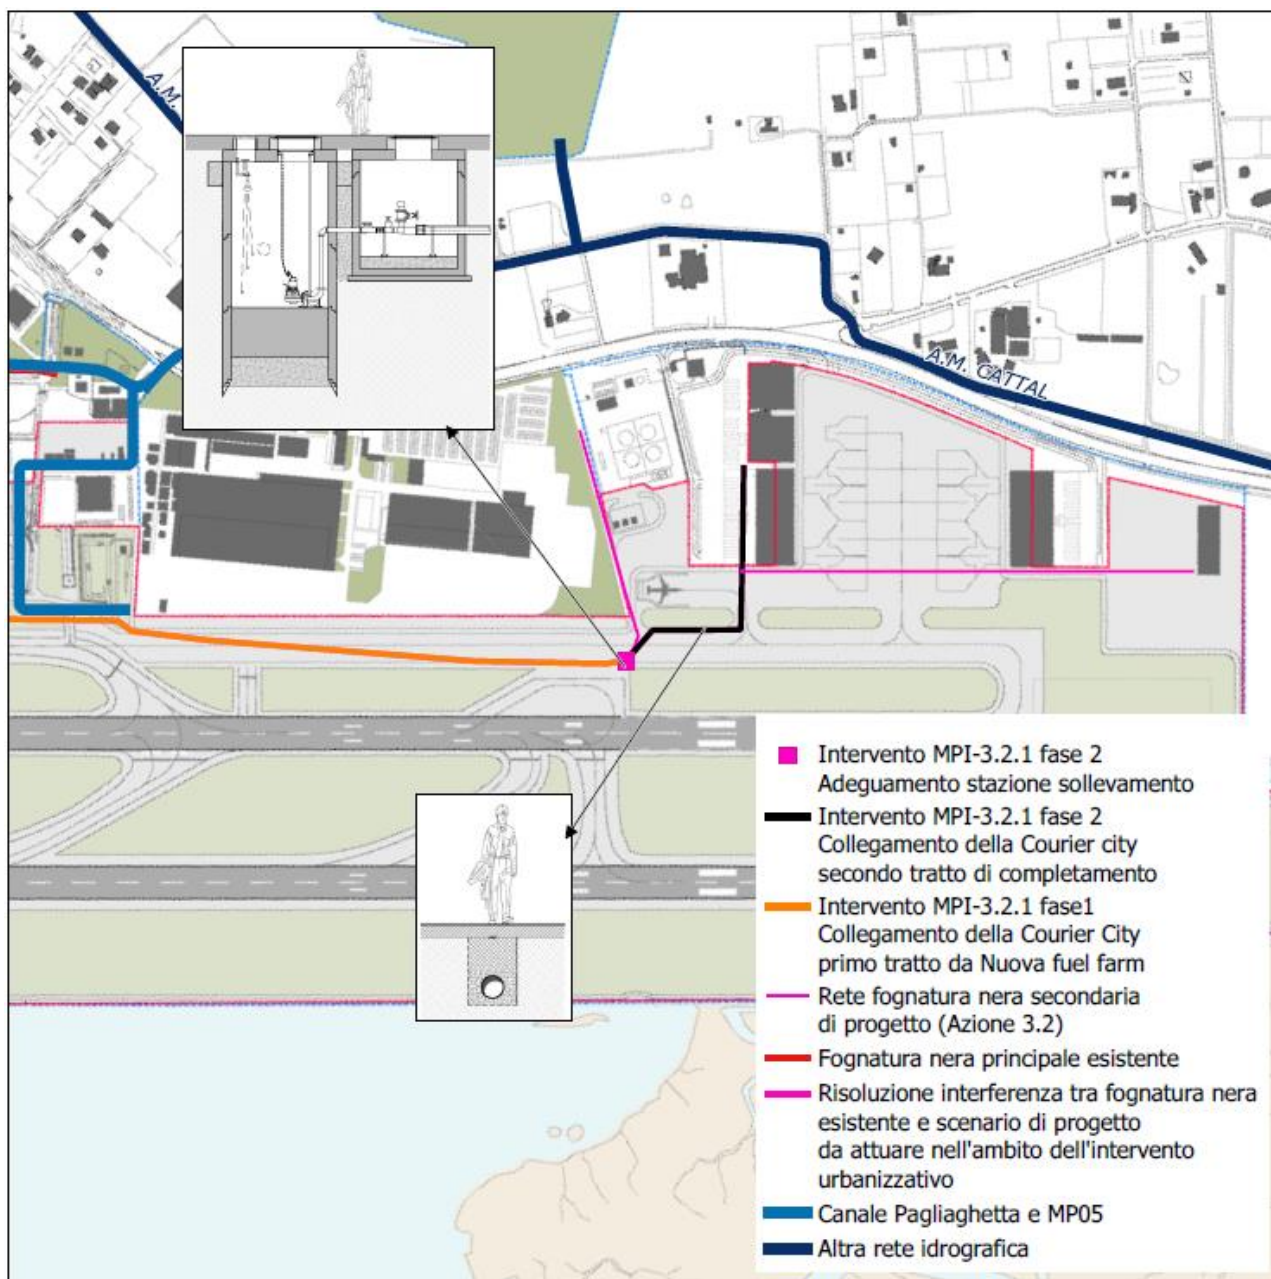 A.M.
A.M. CATTAL
Intervento MPI-3.2.1 fase 2
Adeguamento stazione sollevamento
Intervento MPI-3.2.1 fase 2
Collegamento della Courier city
secondo tratto di completamento
Intervento MPI-3.2.1 fase1
Collegamento della Courier City
primo tratto da Nuova fuel farm
Rete fognatura nera secondaria
di progetto (Azione 3.2)
Fognatura nera principale esistente
Risoluzione interferenza tra fognatura nera
esistente e scenario di progetto
da attuare nell'ambito dell'intervento
urbanizzativo
Canale Pagliaghetta e MP05
Altra rete idrografica